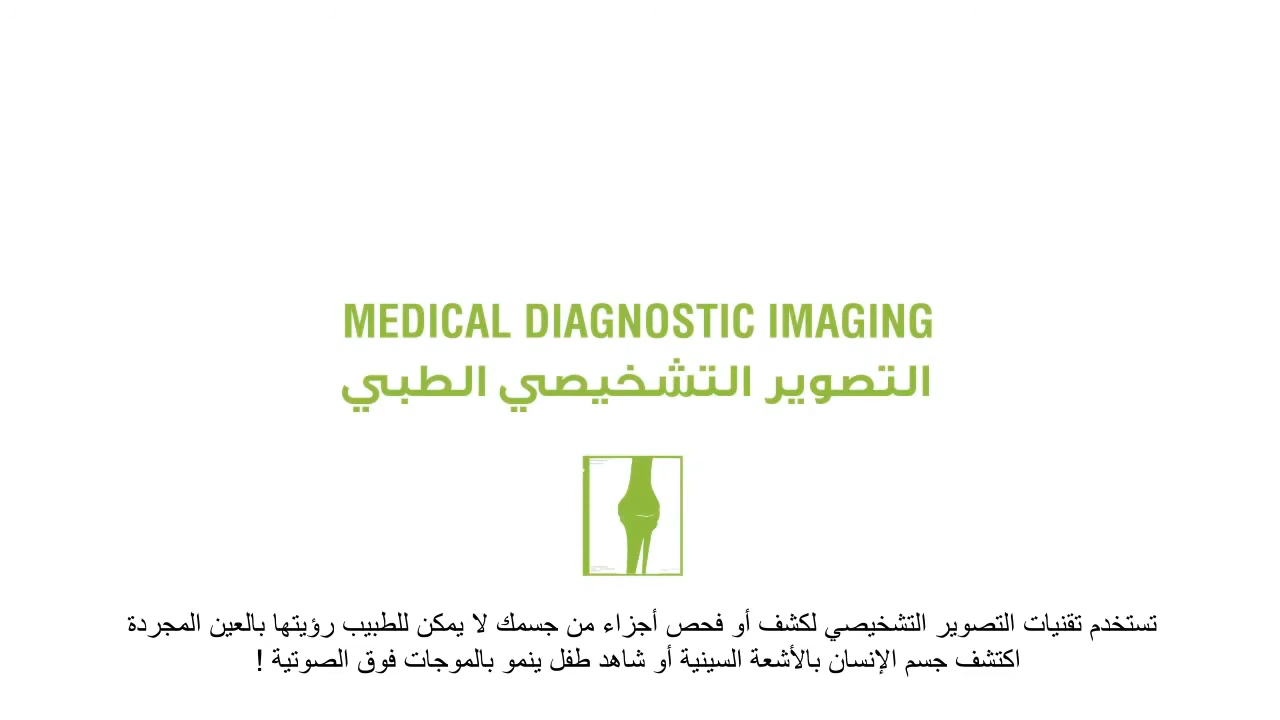 MEDICAL DIAGNOSTIC IMAGING
التصوير التشخيصي الطبي
تستخدم تقنيات التصوير التشخيصي لكشف أو فحص أجزاء من جسمك لا يمكن للطبيب رؤيتها بالعين المجردة
اكتشف جسم الإنسان بالأشعة السينية أو شاهد طفل ينمو بالموجات فوق الصوتية !